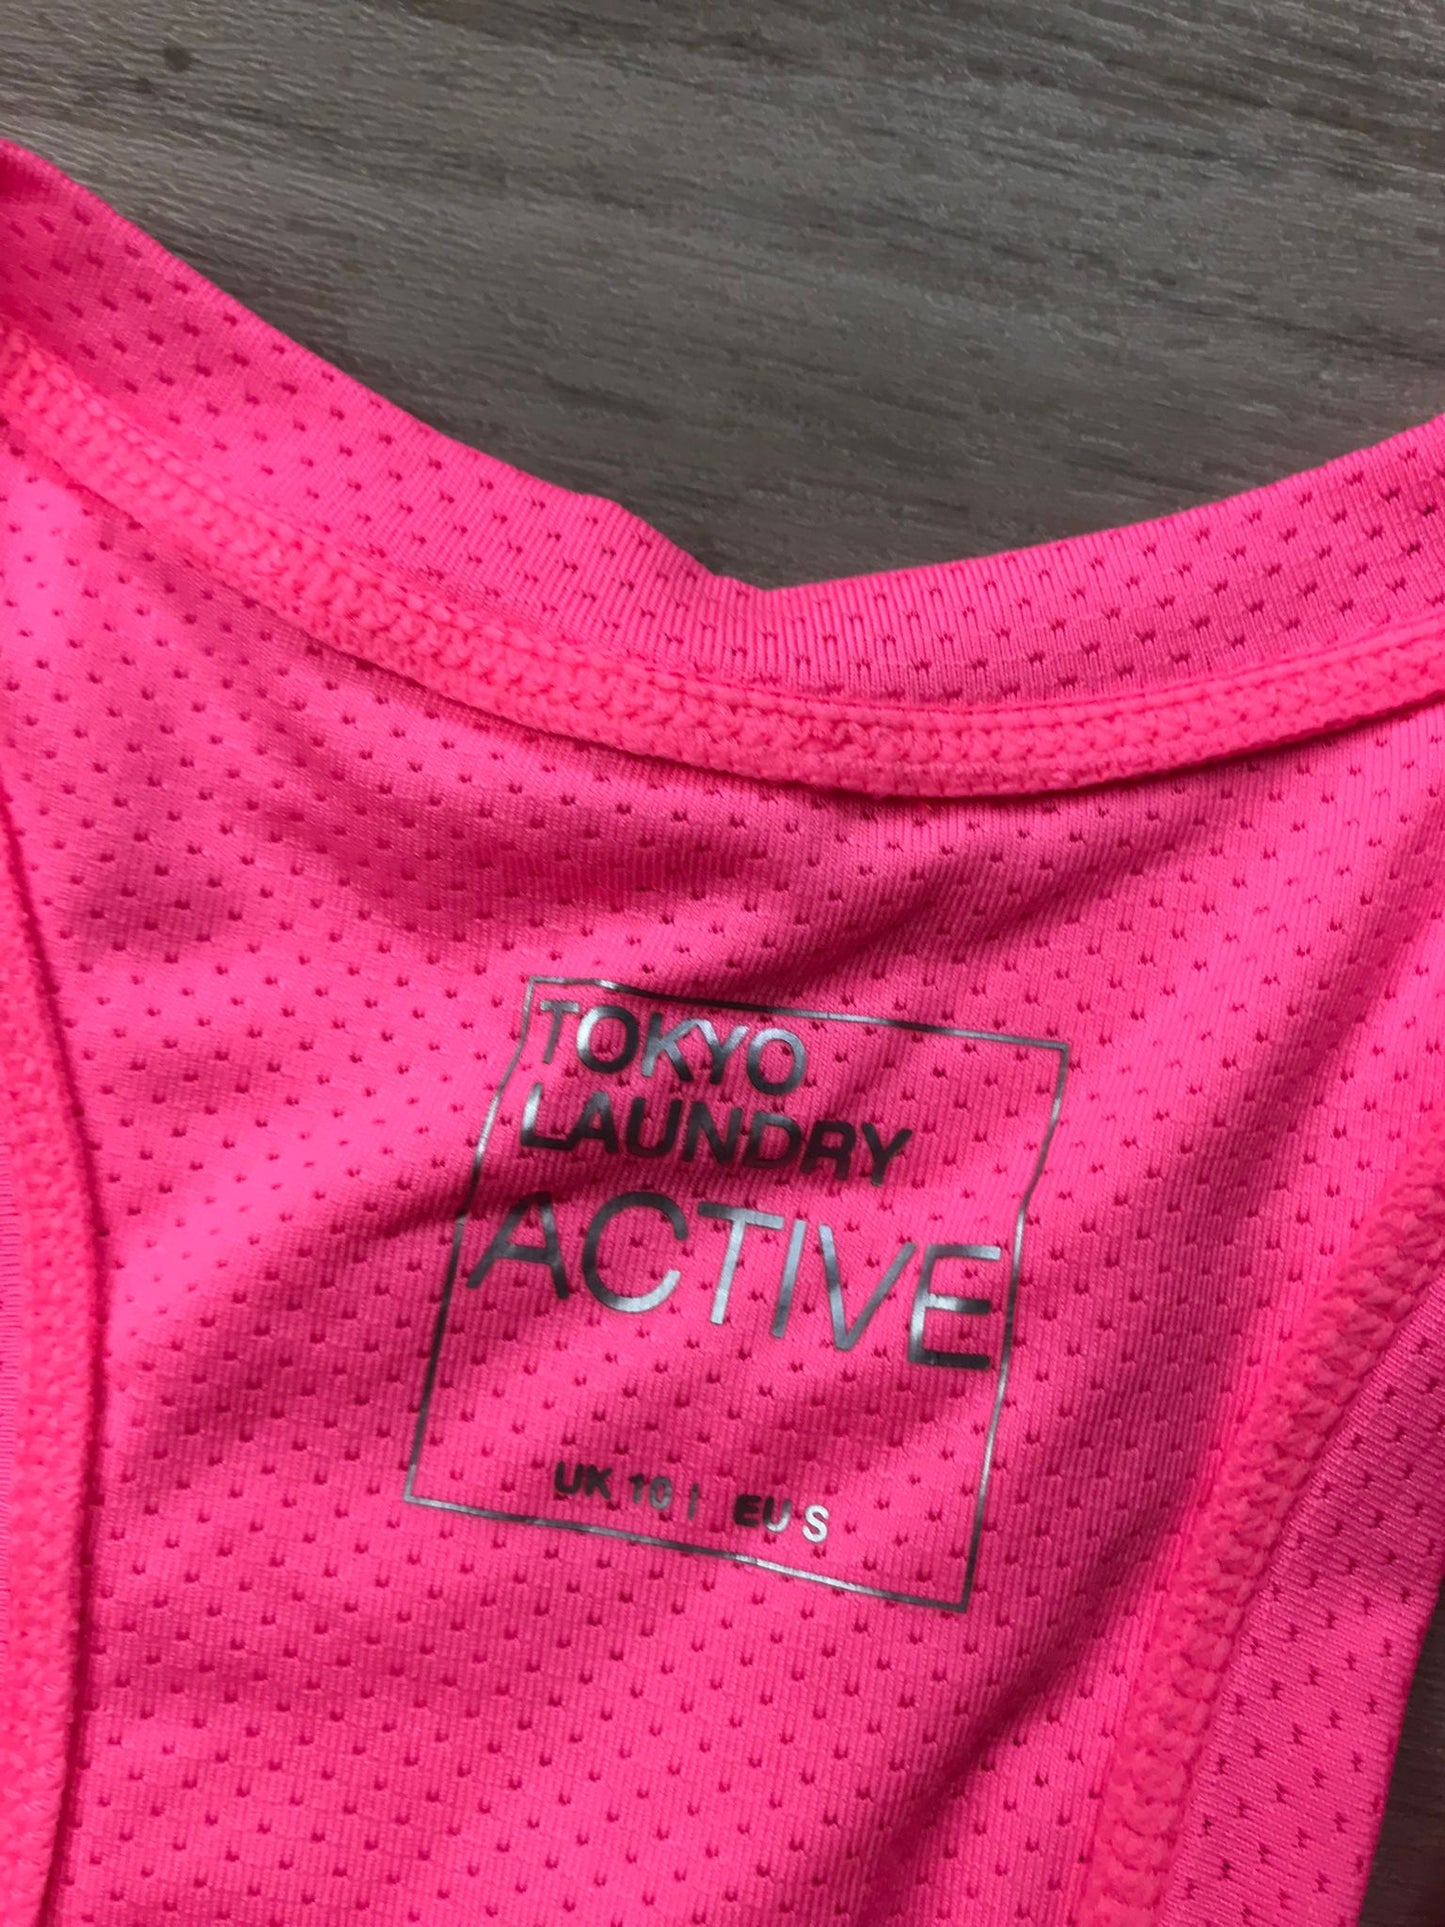 TOKYO
LAUNDRY
ACTIVE
UK 10 | EU S